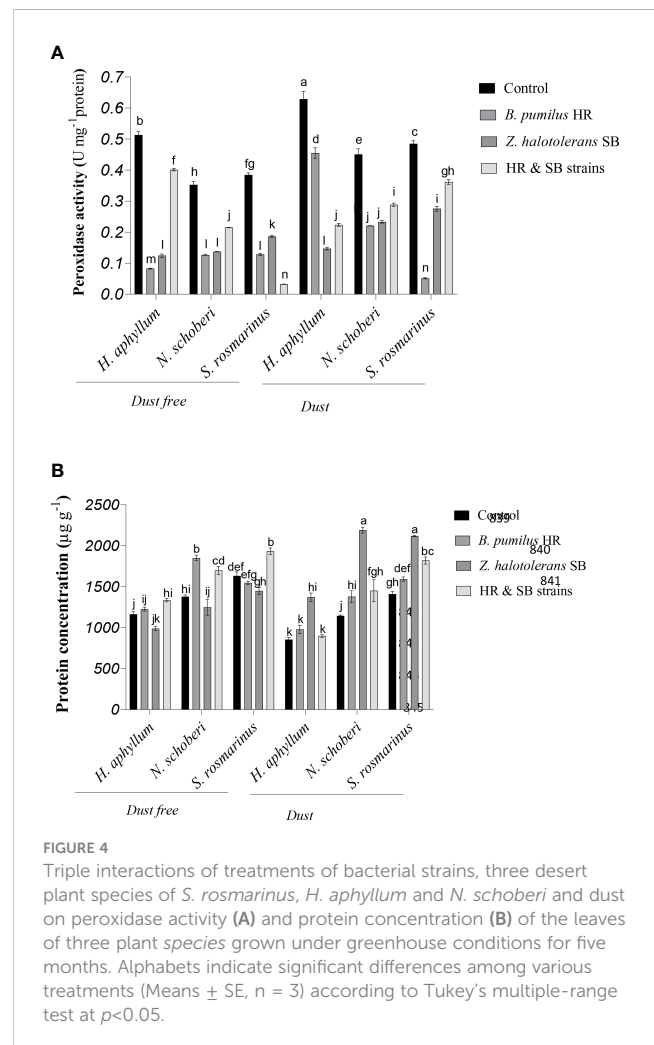 A
Peroxidase activity (U mg-1protein)
0.7
0.6
0.5
0.4
0.3
0.2
0.1
0.0
b
m
l
f
h
l
l
j
fg
l
k
n
a
d
l
j
e
j
j
i
c
n
i
gh
Control
B. pumilus HR
Z. halotolerans SB
HR & SB strains
H. aphyllum
N. schoberi
S. rosmarinus
H. aphyllum
N. schoberi
S. rosmarinus
Dust free
Dust
B
Protein concentration (µg g-1)
2500
2000
1500
1000
500
0
j
ij
jk
hi
hi
b
ij
cd
def
efg
gh
a
k
k
hi
k
j
hi
a
fgh
gh
def
a
bc
Control
839
B. pumilus HR
840
Z. halotolerans SB
841
HR & SB strains
H. aphyllum
N. schoberi
S. rosmarinus
H. aphyllum
N. schoberi
S. rosmarinus
Dust free
Dust
FIGURE 4
Triple interactions of treatments of bacterial strains, three desert
plant species of S. rosmarinus, H. aphyllum and N. schoberi and dust
on peroxidase activity (A) and protein concentration (B) of the leaves
of three plant species grown under greenhouse conditions for five
months. Alphabets indicate significant differences among various
treatments (Means ± SE, n = 3) according to Tukey's multiple-range
test at p<0.05.